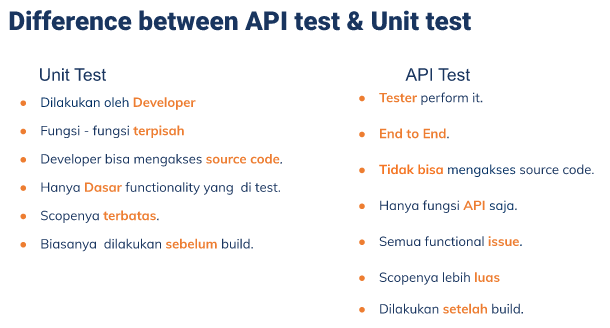 Difference between API test & Unit test
Unit Test
• Dilakukan oleh Developer
• Fungsi - fungsi terpisah
• Developer bisa mengakses source code.
• Hanya Dasar functionality yang di test.
• Scopenya terbatas.
• Biasanya dilakukan sebelum build.
API Test
• Tester perform it.
• End to End.
• Tidak bisa mengakses source code.
• Hanya fungsi API saja.
• Semua functional issue.
• Scopenya lebih luas
• Dilakukan setelah build.